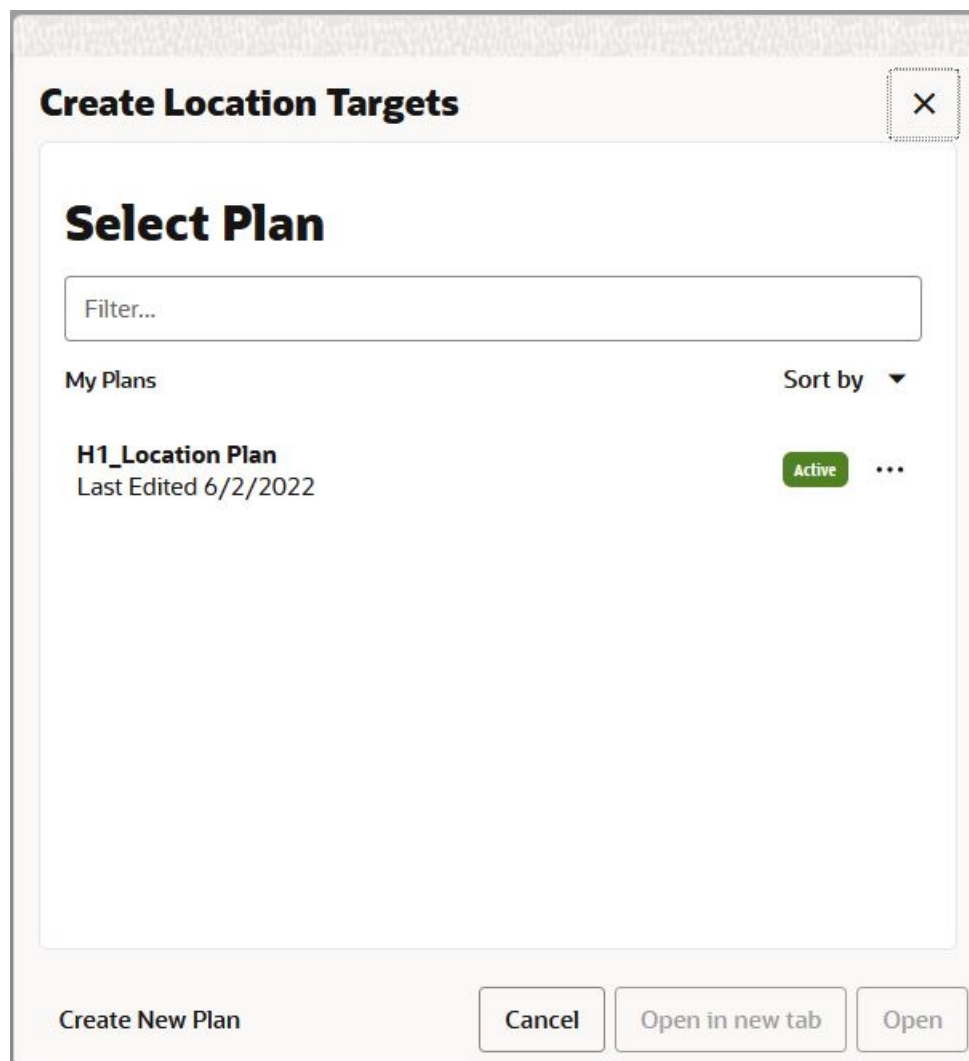 Create Location Targets
Select Plan
Filter...
My Plans Sort by
H1_Location Plan
Last Edited 6/2/2022
Active
Create New Plan Cancel Open in new tab Open